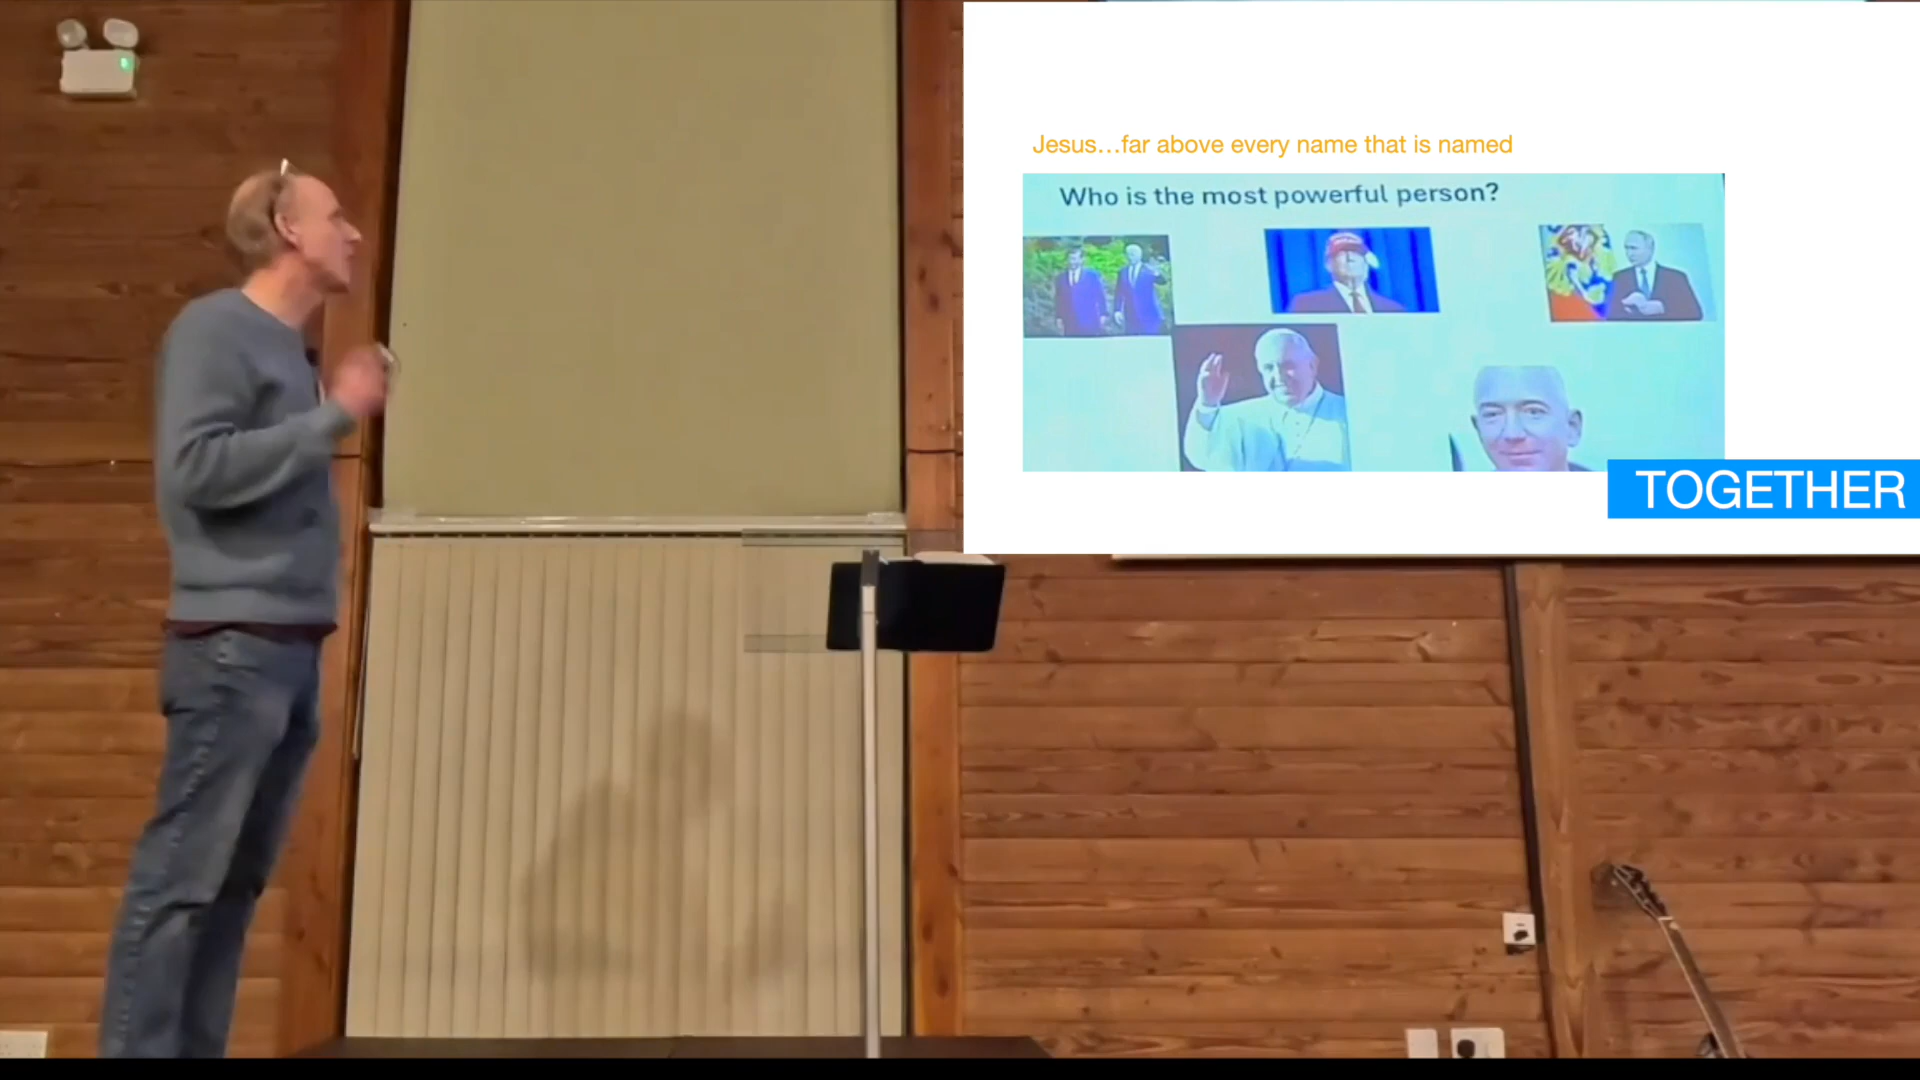 Jesus…far above every name that is named
Who is the most powerful person?
TOGETHER